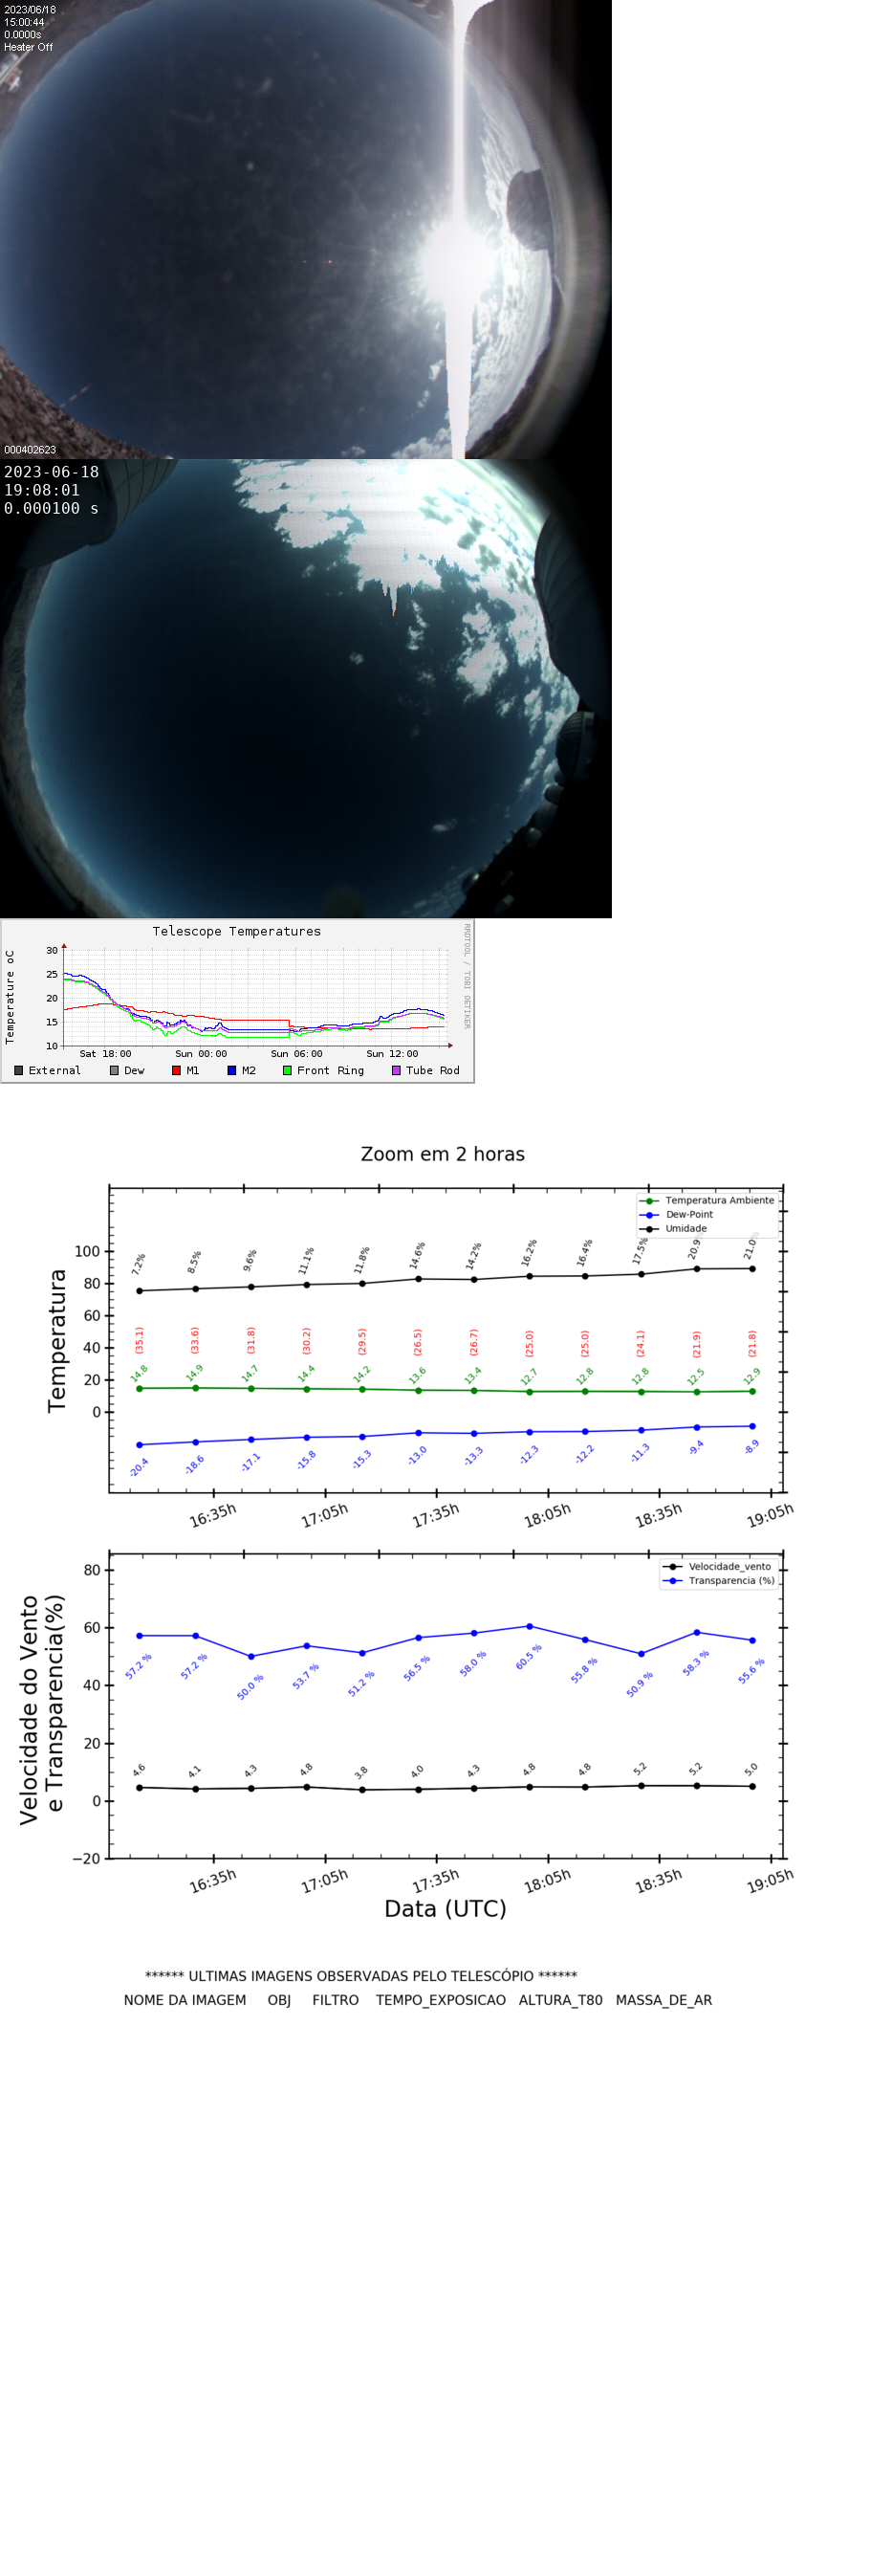 2023/06/18
15:00:44
0.0000s
Heater Off
000402623
2023-06-18
19:08:01
0.000100 s
Telescope Temperatures
RRDTOOL / TOBI OETIKER
Temperature oC
30
25
20
15
10
Sat 18:00 Sun 00:00 Sun 06:00 Sun 12:00
External Dew M1 M2 Front Ring Tube Rod
Zoom em 2 horas
Temperatura Ambiente
Dew-Point
Umidade
Temperatura
100
80
60
40
20
0
7.2% 8.5% 9.6% 11.1% 11.8% 14.6% 14.2% 16.2% 16.4% 17.5% 20.9% 21.0%
(35.1) (33.6) (31.8) (30.2) (29.5) (26.5) (26.7) (25.0) (25.0) (24.1) (21.9) (21.8)
14.8 14.9 14.7 14.4 14.2 13.6 13.4 12.7 12.8 12.8 12.5 12.9
-20.4 -18.6 -17.1 -15.8 -15.3 -13.0 -13.3 -12.3 -12.2 -11.3 -9.4 -8.9
16:35h 17:05h 17:35h 18:05h 18:35h 19:05h
Velocidade_vento
Transparencia (%)
Velocidade do Vento
e Transparencia(%)
80
60
40
20
0
−20
57.2 % 57.2 % 50.0 % 53.7 % 51.2 % 56.5 % 58.0 % 60.5 % 55.8 % 50.9 % 58.3 % 55.6 %
4.6 4.1 4.3 4.8 3.8 4.0 4.3 4.8 4.8 5.2 5.2 5.0
16:35h 17:05h 17:35h 18:05h 18:35h 19:05h
Data (UTC)
****** ULTIMAS IMAGENS OBSERVADAS PELO TELESCÓPIO ******
NOME DA IMAGEM OBJ FILTRO TEMPO_EXPOSICAO ALTURA_T80 MASSA_DE_AR